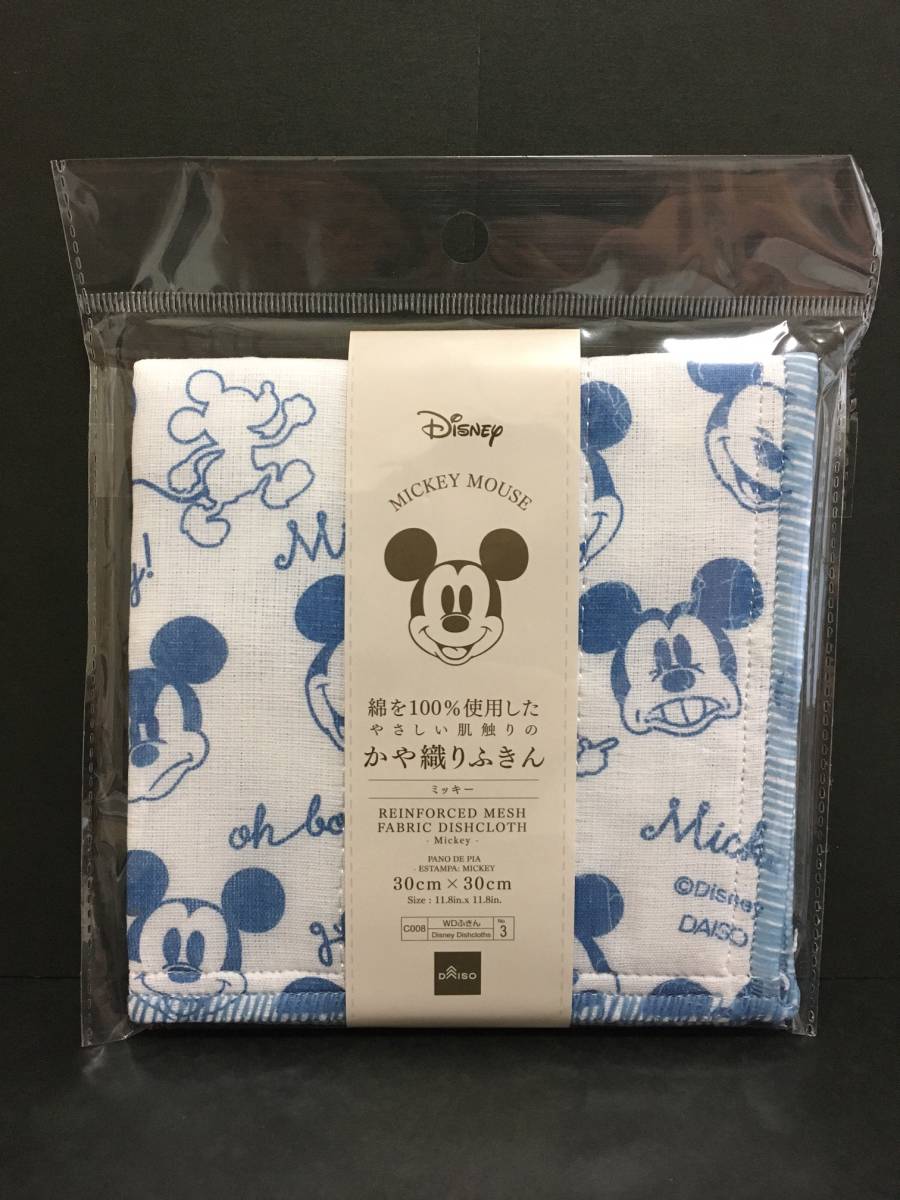 Disney
MICKEY MOUSE
綿を100%使用した
やさしい肌触りの
かや織りふきん
ミッキー
REINFORCED MESH
FABRIC DISHCLOTH
- Mickey -
PANO DE PIA
- ESTAMPA: MICKEY
30cm × 30cm
Size : 11.8in.x 11.8in.
C008 WDふきん Disney Dishcloths No 3
DAISO
oh bo
Mick
©Disney
DAISO